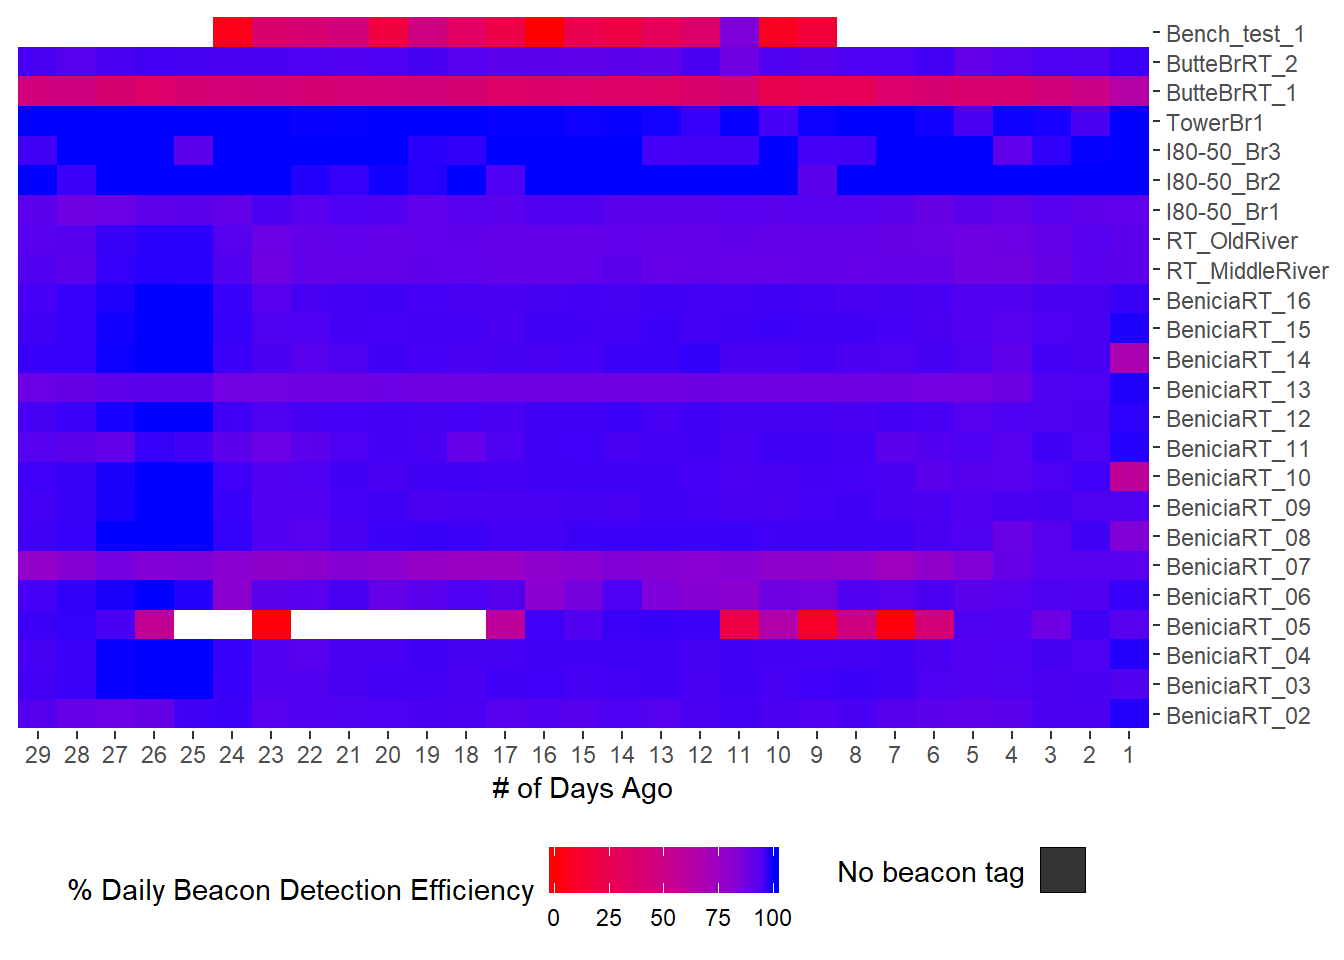 Bench_test_1
ButteBrRT_2
ButteBrRT_1
TowerBr1
I80-50_Br3
I80-50_Br2
I80-50_Br1
RT_OldRiver
RT_MiddleRiver
BeniciaRT_16
BeniciaRT_15
BeniciaRT_14
BeniciaRT_13
BeniciaRT_12
BeniciaRT_11
BeniciaRT_10
BeniciaRT_09
BeniciaRT_08
BeniciaRT_07
BeniciaRT_06
BeniciaRT_05
BeniciaRT_04
BeniciaRT_03
BeniciaRT_02
29 28 27 26 25 24 23 22 21 20 19 18 17 16 15 14 13 12 11 10 9 8 7 6 5 4 3 2 1
# of Days Ago
% Daily Beacon Detection Efficiency
0 25 50 75 100
No beacon tag